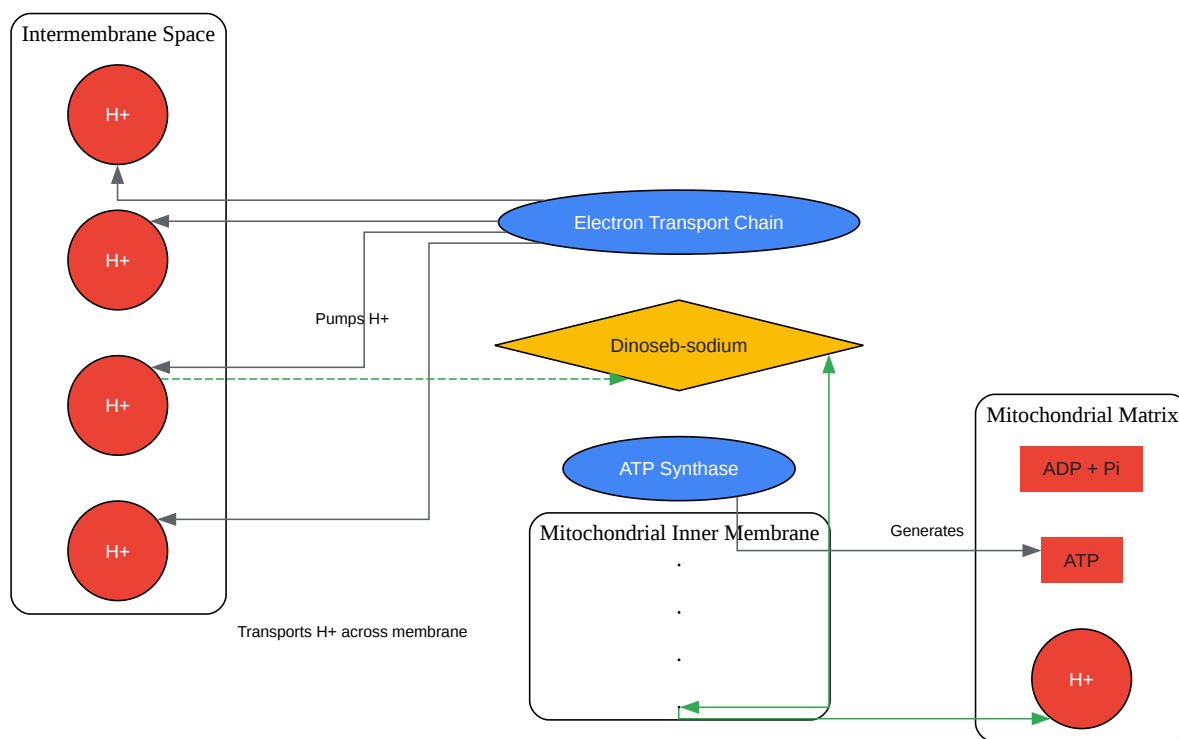 Intermembrane Space
H+
H+
H+
H+
Electron Transport Chain
Pumps H+
Dinoseb-sodium
ATP Synthase
Mitochondrial Inner Membrane
Generates
Mitochondrial Matrix
ADP + Pi
ATP
H+
Transports H+ across membrane